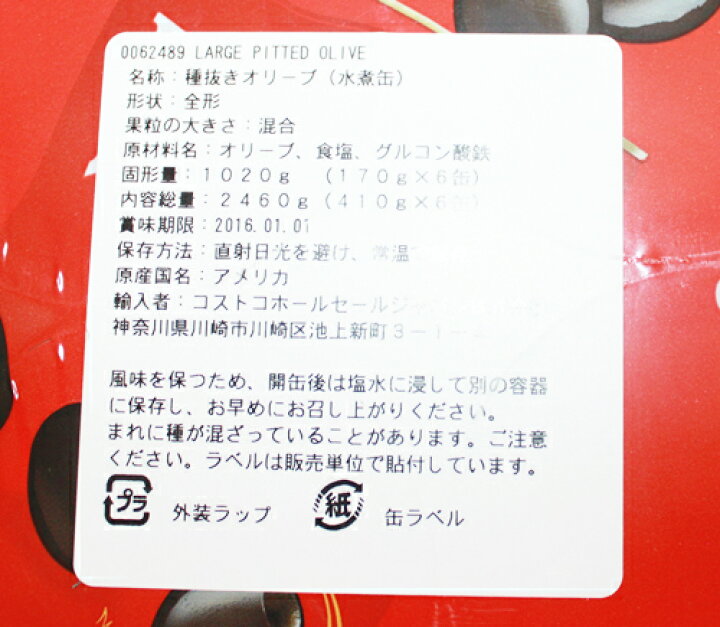 0062489 LARGE PITTED OLIVE
名称：種抜きオリーブ（水煮缶）
形状：全形
果粒の大きさ：混合
原材料名：オリーブ、食塩、グルコン酸鉄
固形量：1020g （170g×6缶）
内容総量：2460g（410g×6缶）
賞味期限：2016.01.01
保存方法：直射日光を避け、常温
原産国名：アメリカ
輸入者：コストコホールセールジャ
神奈川県川崎市川崎区池上新町3－1－
風味を保つため、開缶後は塩水に浸して別の容器
に保存し、お早めにお召し上がりください。
まれに種が混ざっていることがあります。ご注意
ください。ラベルは販売単位で貼付しています。
プラ 外装ラップ 紙 缶ラベル